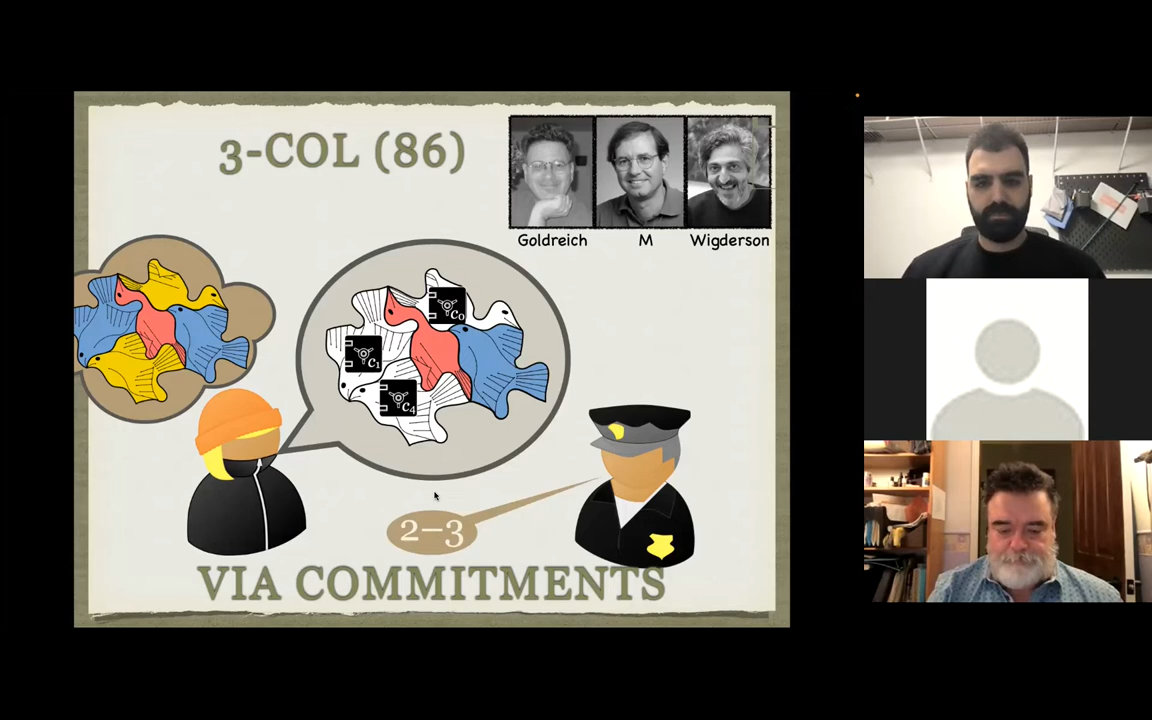 3-COL (86)
Goldreich M Wigderson
c₀
c₁
c₄
2–3
VIA COMMITMENTS